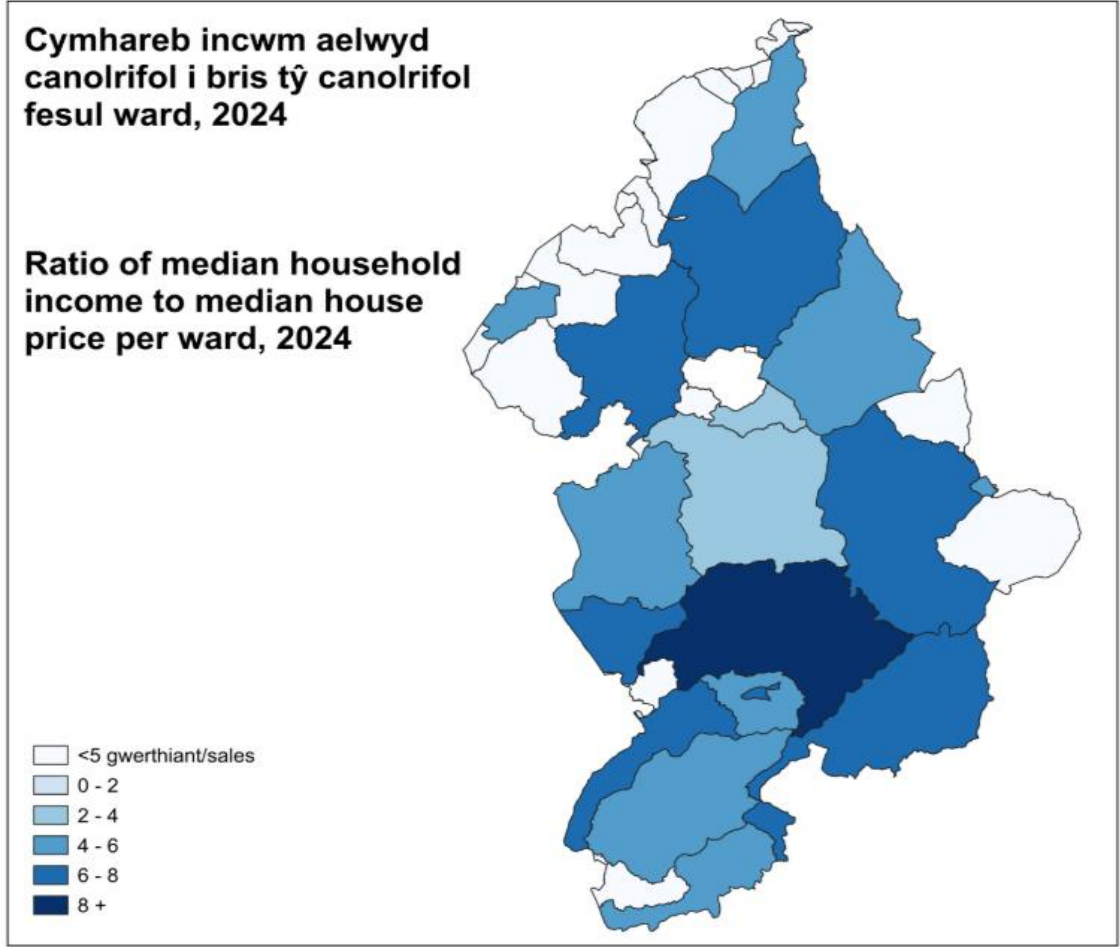 Cymhareb incwm aelwyd
canolrifol i bris tŷ canolrifol
fesul ward, 2024
Ratio of median household
income to median house
price per ward, 2024
<5 gwerthiant/sales
0 - 2
2 - 4
4 - 6
6 - 8
8 +